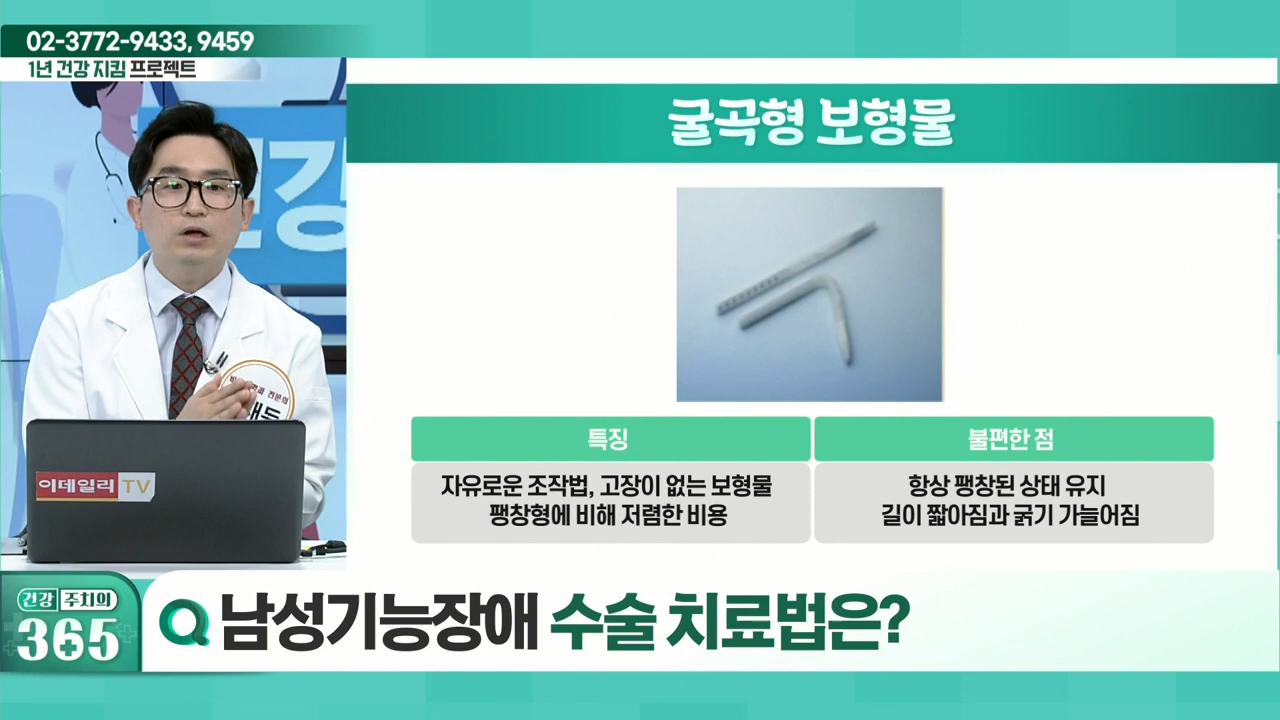 02-3772-9433, 9459
1년 건강 지킴 프로젝트
굴곡형 보형물
강
전문의
이데일리 TV
특징
불편한 점
자유로운 조작법, 고장이 없는 보형물
팽창형에 비해 저렴한 비용
항상 팽창된 상태 유지
길이 짧아짐과 굵기 가늘어짐
건강 주치의
365
Q 남성기능장애 수술 치료법은?